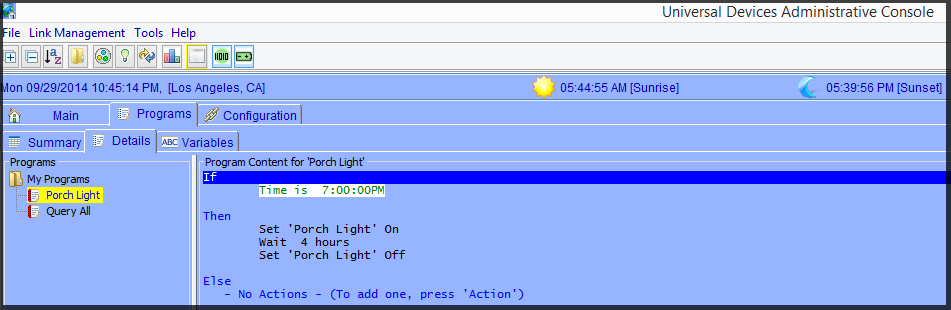 Universal Devices Administrative Console
File Link Management Tools Help
Mon 09/29/2014 10:45:14 PM, [Los Angeles, CA] 05:44:55 AM [Sunrise] 05:39:56 PM [Sunset]
Main Programs Configuration
Summary Details ABC Variables
Programs
My Programs
Porch Light
Query All
Program Content for 'Porch Light'
If
Time is 7:00:00PM
Then
Set 'Porch Light' On
Wait 4 hours
Set 'Porch Light' Off
Else
- No Actions - (To add one, press 'Action')